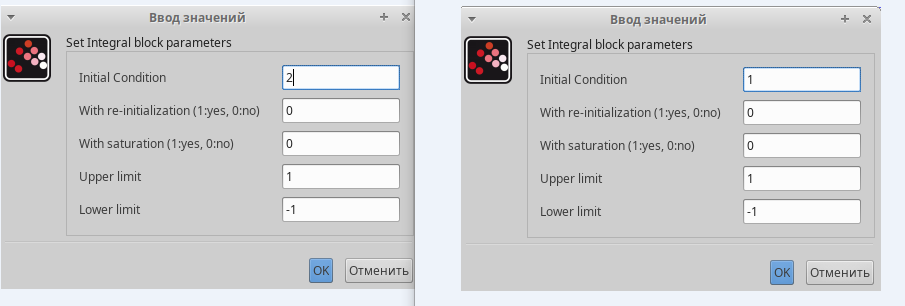 Ввод значений
Set Integral block parameters
Initial Condition 2
With re-initialization (1:yes, 0:no) 0
With saturation (1:yes, 0:no) 0
Upper limit 1
Lower limit -1
OK Отменить
Ввод значений
Set Integral block parameters
Initial Condition 1
With re-initialization (1:yes, 0:no) 0
With saturation (1:yes, 0:no) 0
Upper limit 1
Lower limit -1
OK Отменить